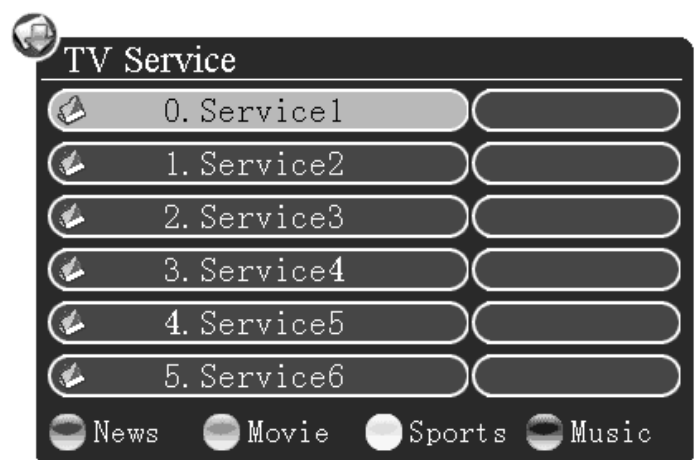 TV Service
0. Service1
1. Service2
2. Service3
3. Service4
4. Service5
5. Service6
News Movie Sports Music